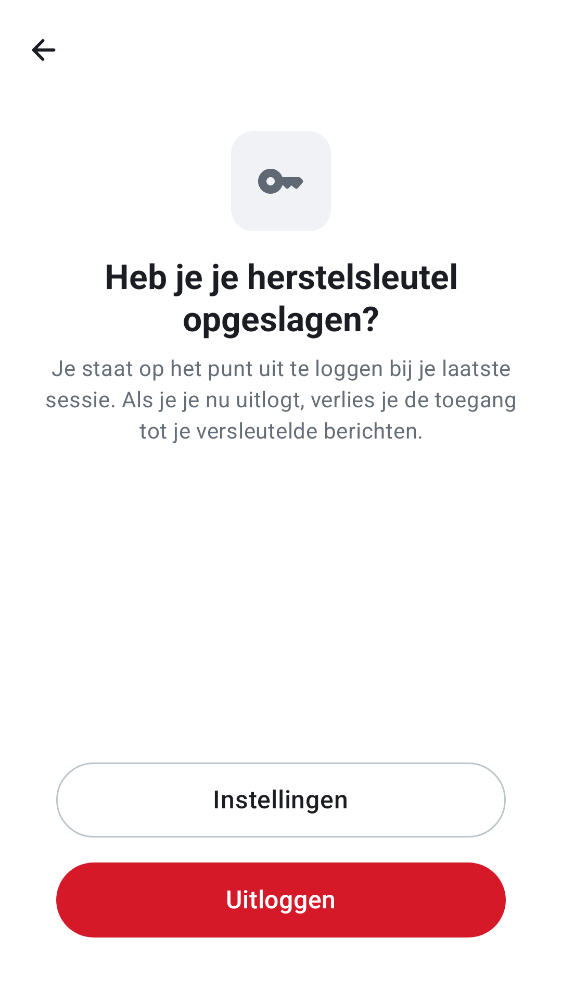 Heb je je herstelsleutel
opgeslagen?
Je staat op het punt uit te loggen bij je laatste
sessie. Als je je nu uitlogt, verlies je de toegang
tot je versleutelde berichten.
Instellingen
Uitloggen